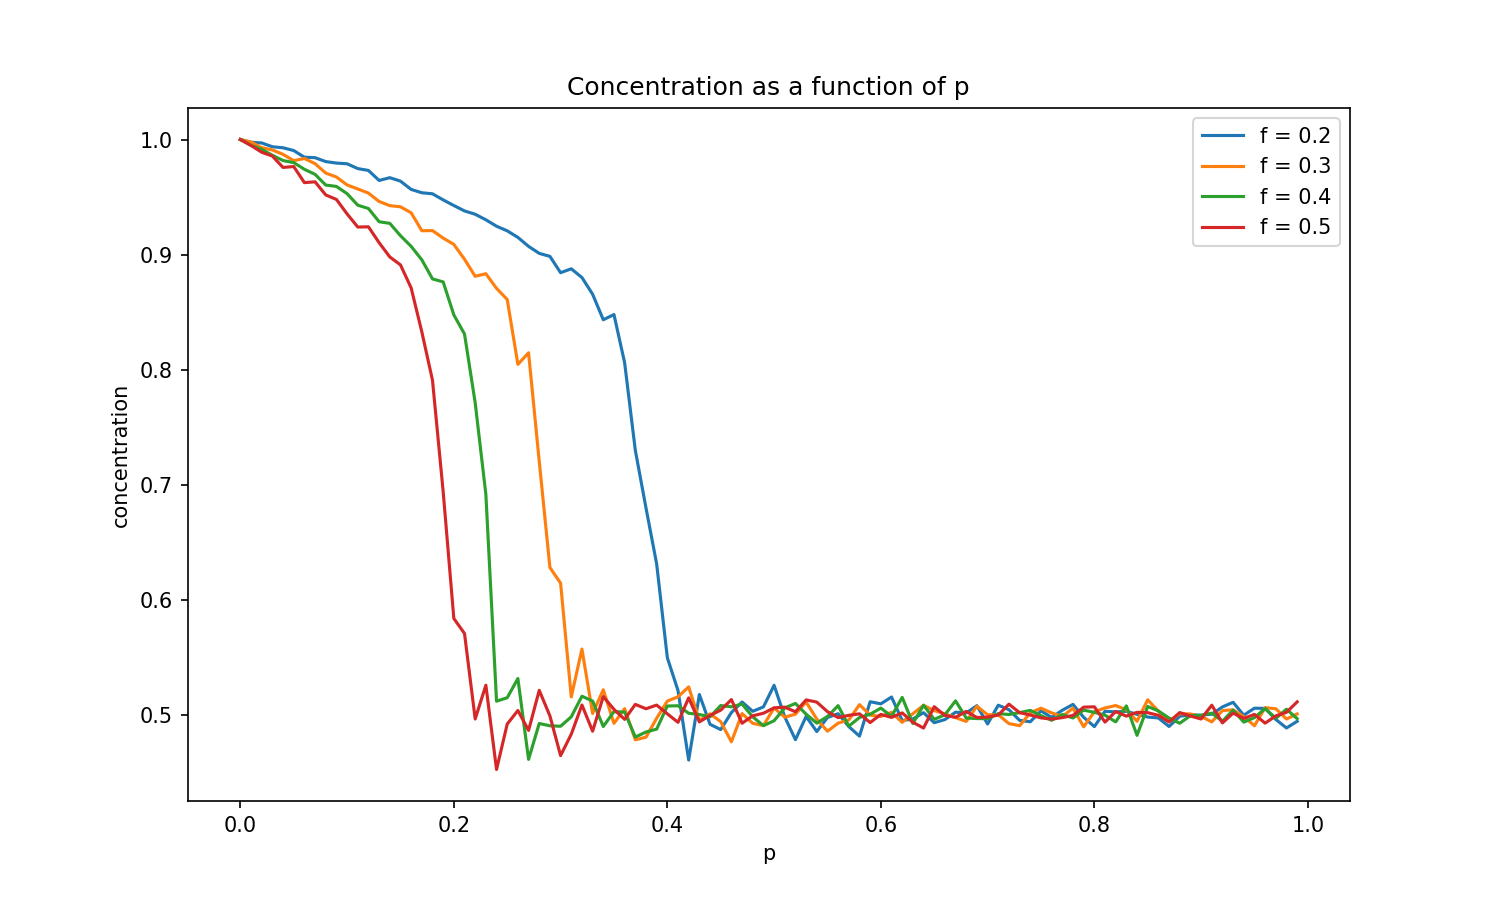 Concentration as a function of p
f = 0.2
f = 0.3
f = 0.4
f = 0.5
concentration
1.0
0.9
0.8
0.7
0.6
0.5
0.0 0.2 0.4 0.6 0.8 1.0
p